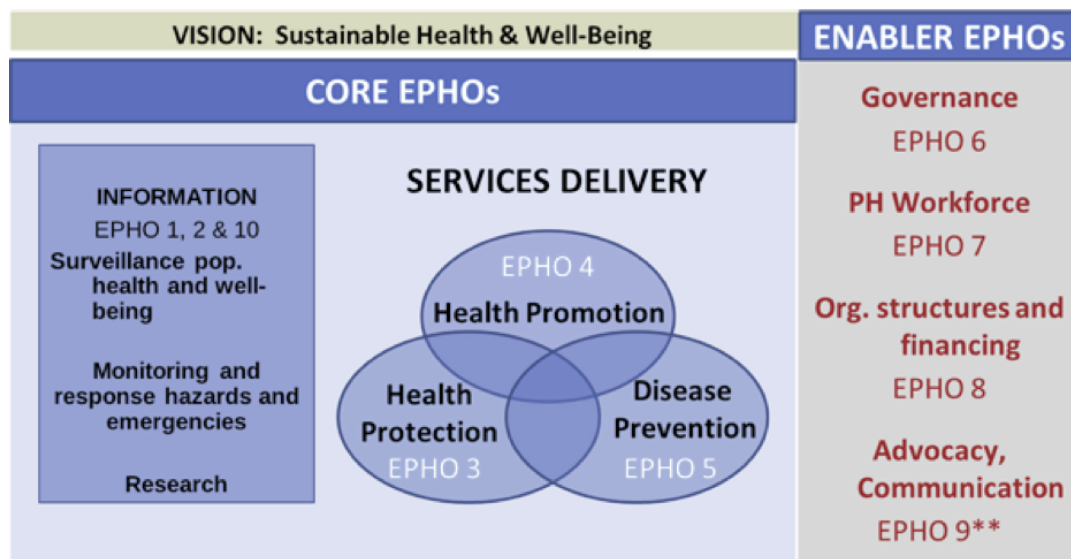 VISION:  Sustainable Health & Well-Being
CORE EPHOs
INFORMATION
EPHO 1, 2 & 10
Surveillance pop.
health and well-
being
Monitoring and
response hazards and
emergencies
Research
SERVICES DELIVERY
EPHO 4
Health Promotion
Health
Protection
EPHO 3
Disease
Prevention
EPHO 5
ENABLER EPHOs
Governance
EPHO 6
PH Workforce
EPHO 7
Org. structures and
financing
EPHO 8
Advocacy,
Communication
EPHO 9**